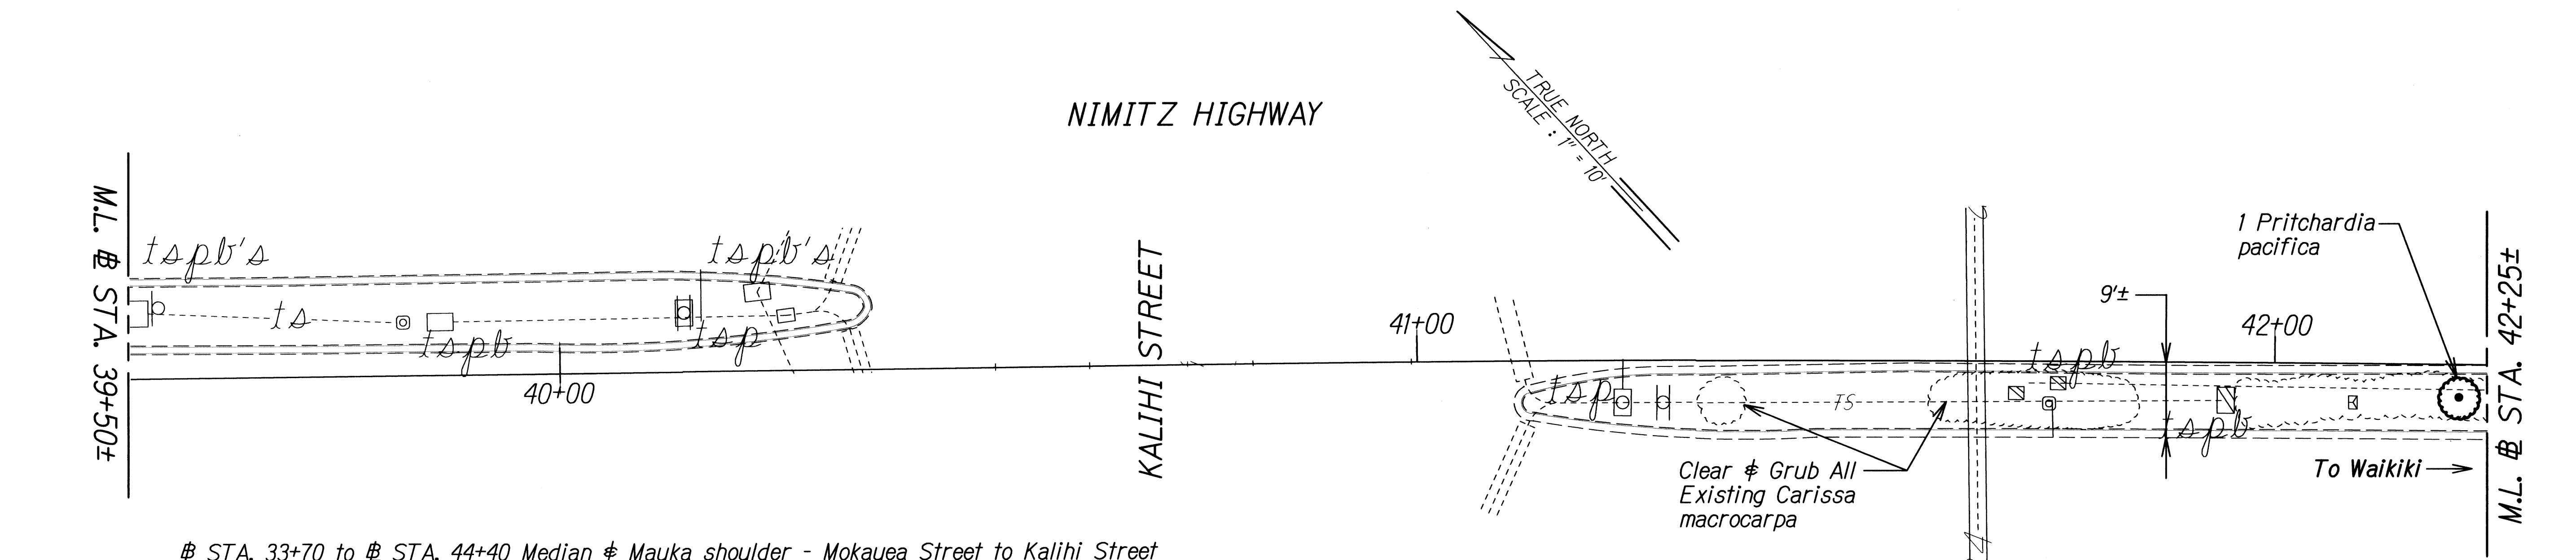 NIMITZ HIGHWAY
TRUE NORTH
SCALE : 1" = 10'
M.L. ⅊ STA. 39+50±
tspb's
tspb's
ts
tspb
tsp
40+00
KALIHI STREET
41+00
tsp
TS
9'±
tspb
tspb
42+00
1 Pritchardia
pacifica
Clear & Grub All
Existing Carissa
macrocarpa
To Waikiki
M.L. ⅊ STA. 42+25±
⅊ STA. 33+70 to ⅊ STA. 44+40 Median & Mauka shoulder - Mokauea Street to Kalihi Street